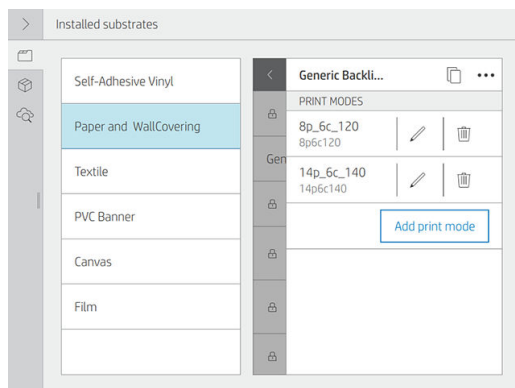 Installed substrates
Self-Adhesive Vinyl
Paper and WallCovering
Textile
PVC Banner
Canvas
Film
Gen
Generic Backli...
PRINT MODES
8p_6c_120
8p6c120
14p_6c_140
14p6c140
Add print mode